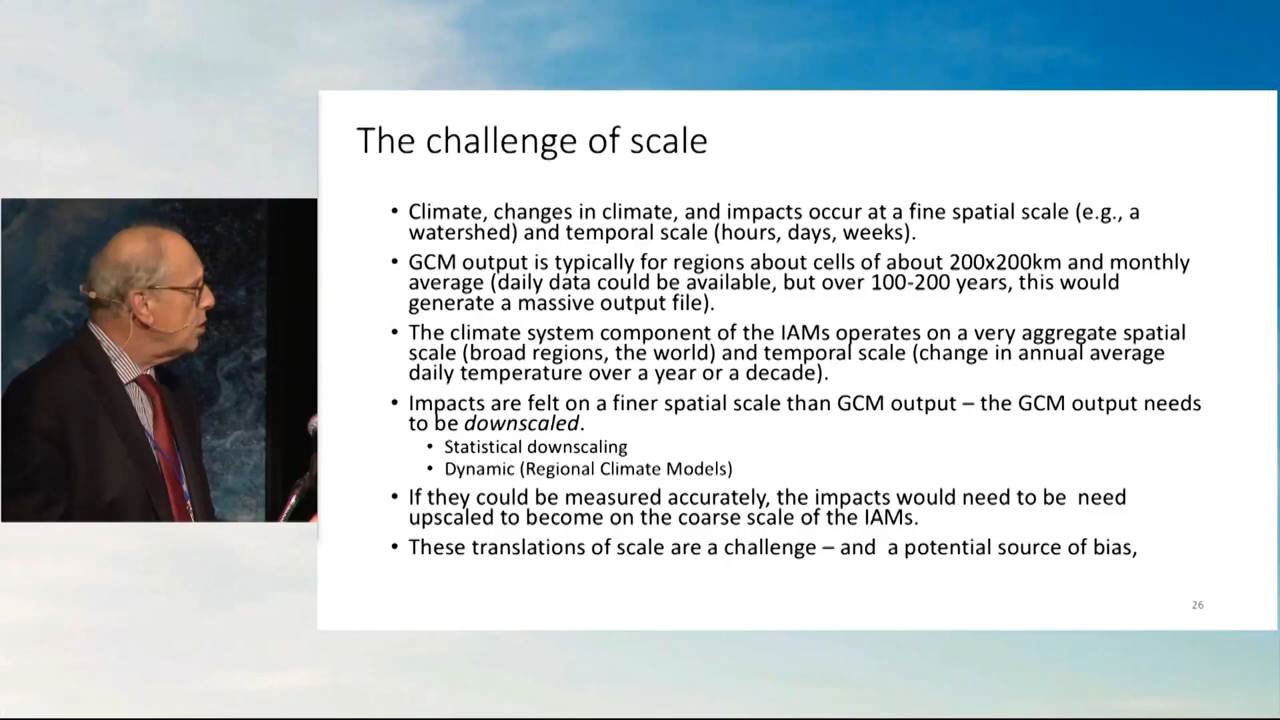 The challenge of scale
• Climate, changes in climate, and impacts occur at a fine spatial scale (e.g., a
watershed) and temporal scale (hours, days, weeks).
• GCM output is typically for regions about cells of about 200x200km and monthly
average (daily data could be available, but over 100-200 years, this would
generate a massive output file).
• The climate system component of the IAMs operates on a very aggregate spatial
scale (broad regions, the world) and temporal scale (change in annual average
daily temperature over a year or a decade).
• Impacts are felt on a finer spatial scale than GCM output – the GCM output needs
to be downscaled.
• Statistical downscaling
• Dynamic (Regional Climate Models)
• If they could be measured accurately, the impacts would need to be  need
upscaled to become on the coarse scale of the IAMs.
• These translations of scale are a challenge – and  a potential source of bias,
26